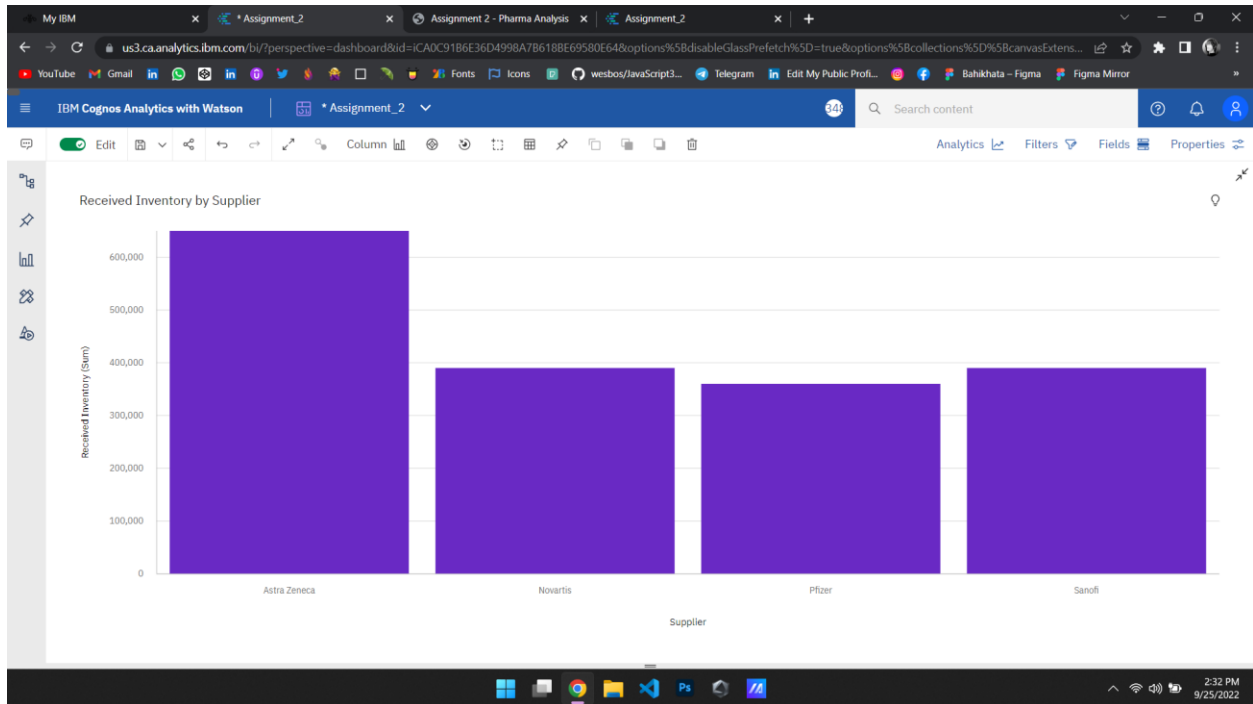 My IBM
* Assignment_2
Assignment 2 - Pharma Analysis
Assignment_2
us3.ca.analytics.ibm.com/bi/?perspective=dashboard&id=iCA0C91B6E36D4998A7B618BE69580E64&options%5BdisableGlassPrefetch%5D=true&options%5Bcollections%5D%5BcanvasExtens...
YouTube Gmail Fonts Icons wesbos/JavaScript3... Telegram Edit My Public Profi... Bahikhata – Figma Figma Mirror »
IBM Cognos Analytics with Watson * Assignment_2 Search content
Edit Column Analytics Filters Fields Properties
Received Inventory by Supplier
Received Inventory (Sum)
600,000
500,000
400,000
300,000
200,000
100,000
0
Astra Zeneca Novartis Pfizer Sanofi
Supplier
Ps
2:32 PM
9/25/2022